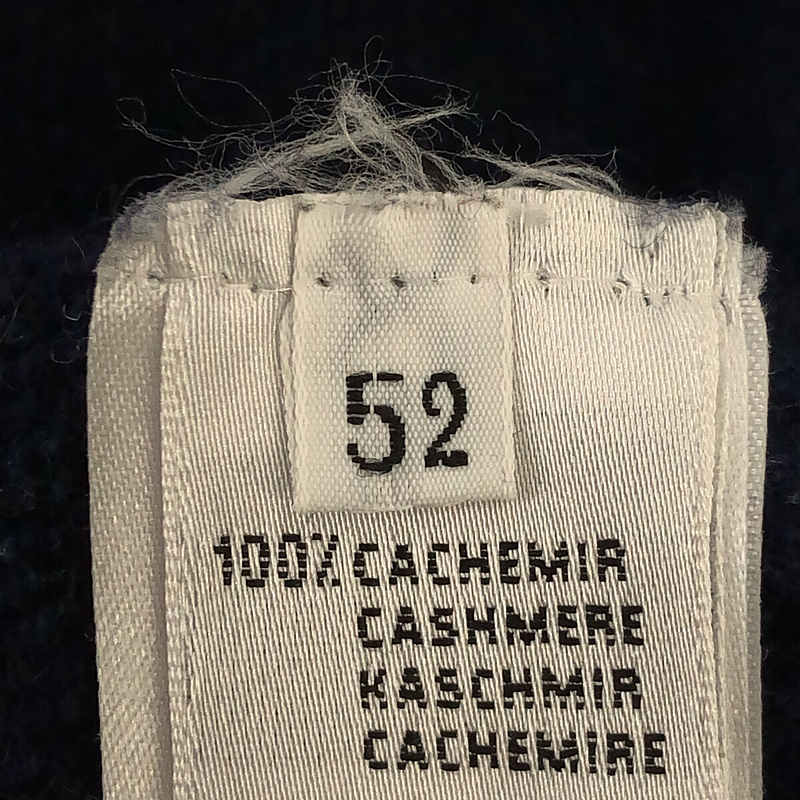 52
100% CACHEMIR
CASHMERE
KASCHMIR
CACHEMIRE